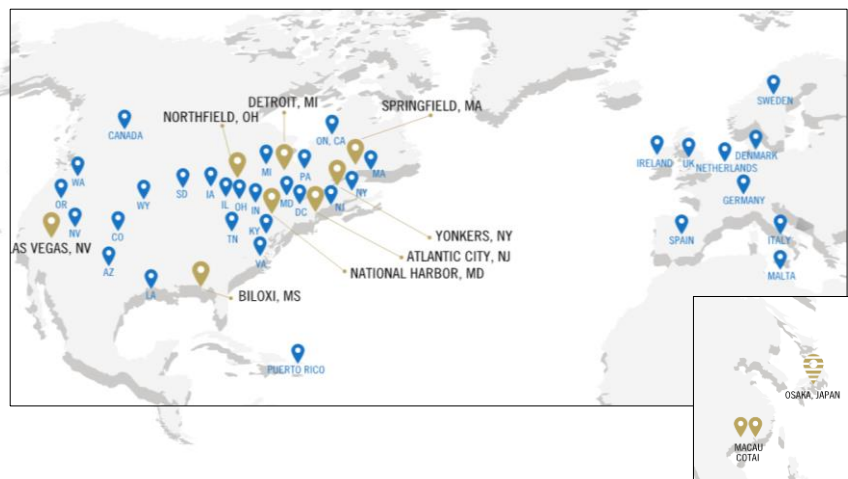 DETROIT, MI
SPRINGFIELD, MA
NORTHFIELD, OH
SWEDEN
CANADA
ON, CA
DENMARK
IRELAND
UK
NETHERLANDS
MI
PA
MA
WA
GERMANY
SD
IA
WY
IL
OH
IN
MD
DC
NJ
NY
OR
NV
CO
TN
KY
SPAIN
ITALY
YONKERS, NY
AS VEGAS, NV
ATLANTIC CITY, NJ
VA
AZ
NATIONAL HARBOR, MD
MALTA
LA
BILOXI, MS
PUERTO RICO
OSAKA, JAPAN
MACAU
COTAI